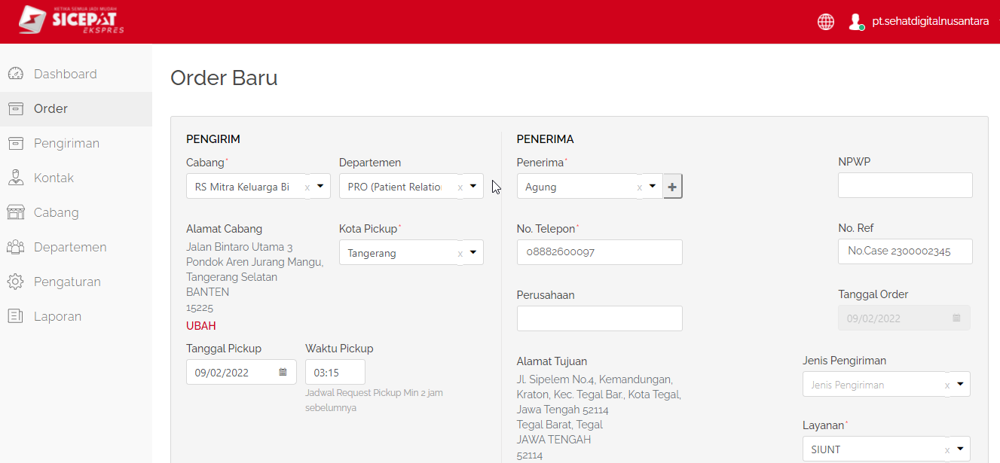 KETIKA SEMUA JADI MUDAH
SICEPAT
EKSPRES
pt.sehatdigitalnusantara
Dashboard
Order
Pengiriman
Kontak
Cabang
Departemen
Pengaturan
Laporan
Order Baru
PENGIRIM
Cabang*
RS Mitra Keluarga Bi x
Departemen
PRO (Patient Relatio x
Alamat Cabang
Jalan Bintaro Utama 3
Pondok Aren Jurang Mangu,
Tangerang Selatan
BANTEN
15225
UBAH
Kota Pickup*
Tangerang x
Tanggal Pickup
09/02/2022
Waktu Pickup
03:15
Jadwal Request Pickup Min 2 jam
sebelumnya
PENERIMA
Penerima*
Agung x +
No. Telepon*
08882600097
Perusahaan
Alamat Tujuan
Jl. Sipelem No.4, Kemandungan,
Kraton, Kec. Tegal Bar., Kota Tegal,
Jawa Tengah 52114
Tegal Barat, Tegal
JAWA TENGAH
52114
NPWP
No. Ref
No.Case 2300002345
Tanggal Order
09/02/2022
Jenis Pengiriman
Jenis Pengiriman x
Layanan*
SIUNT x